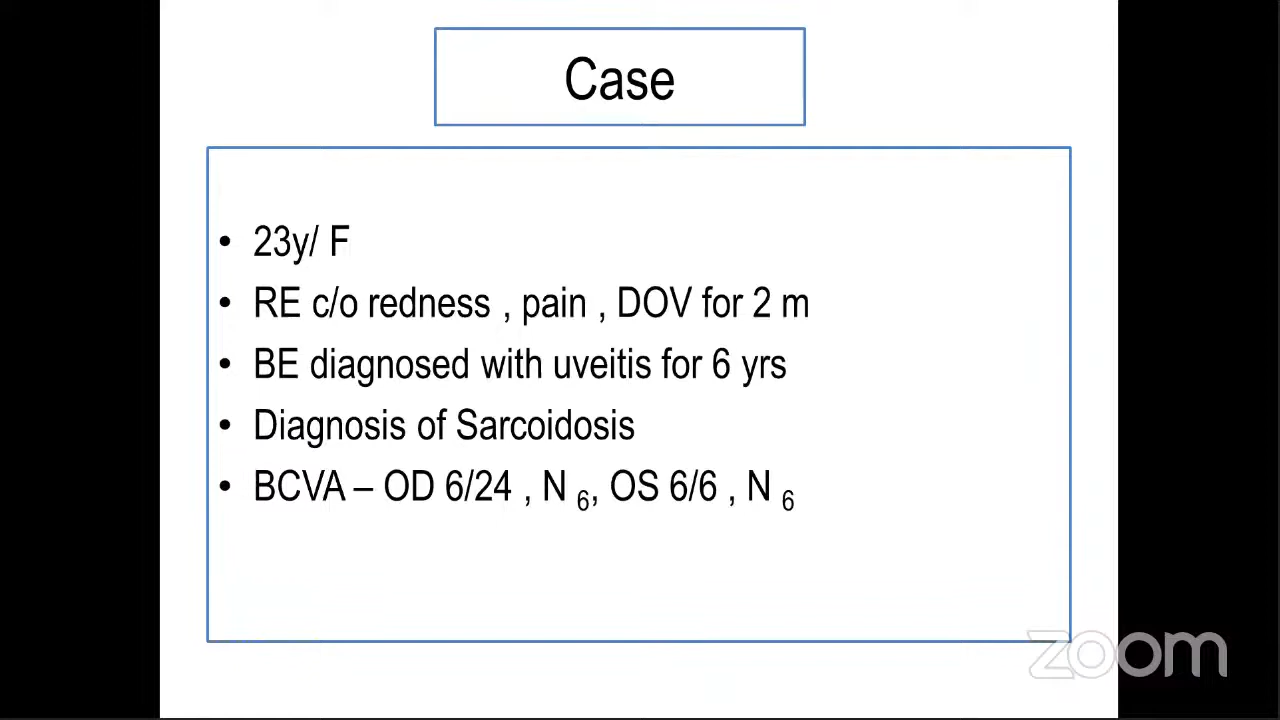 Case
• 23y/ F
• RE c/o redness , pain , DOV for 2 m
• BE diagnosed with uveitis for 6 yrs
• Diagnosis of Sarcoidosis
• BCVA – OD 6/24 , N 6, OS 6/6 , N 6
zoom